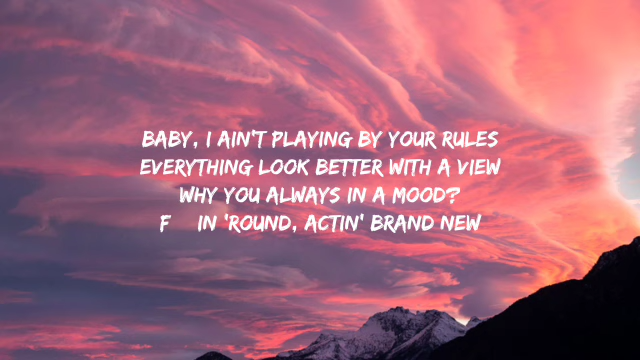 BABY, I AIN'T PLAYING BY YOUR RULES
EVERYTHING LOOK BETTER WITH A VIEW
WHY YOU ALWAYS IN A MOOD?
F    IN 'ROUND, ACTIN' BRAND NEW